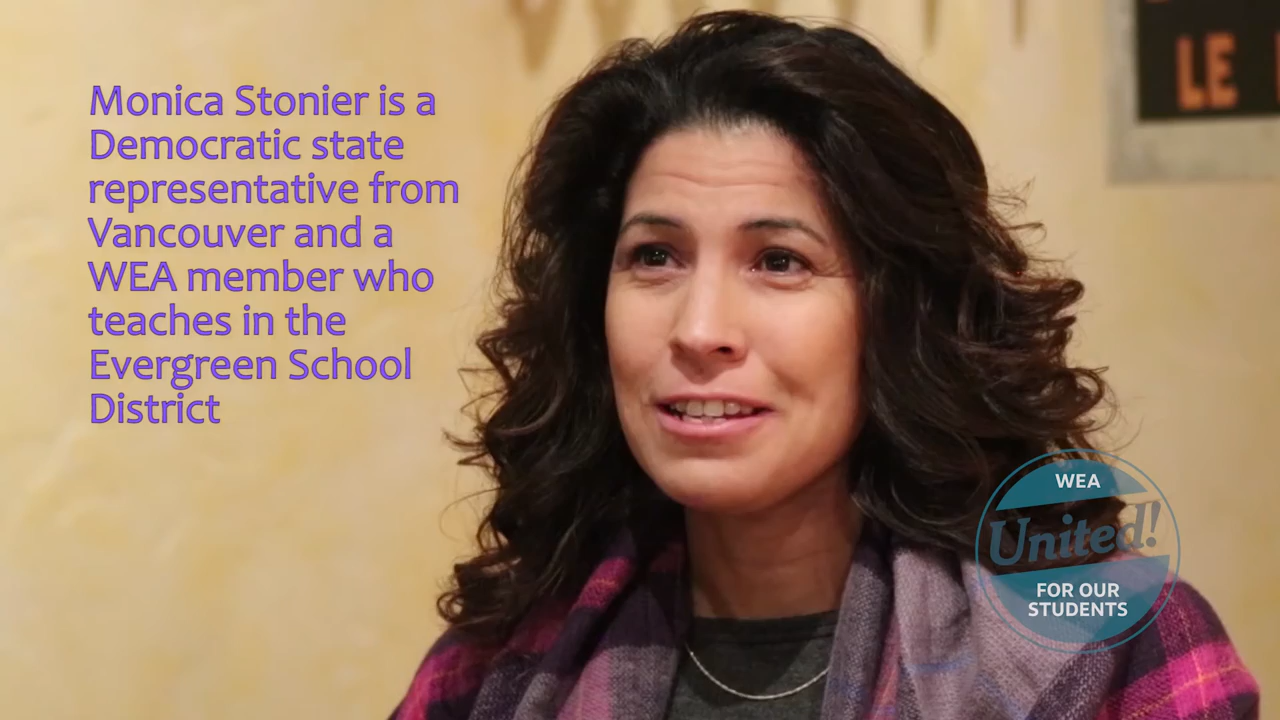 Monica Stonier is a
Democratic state
representative from
Vancouver and a
WEA member who
teaches in the
Evergreen School
District
LE
WEA
United!
FOR OUR
STUDENTS